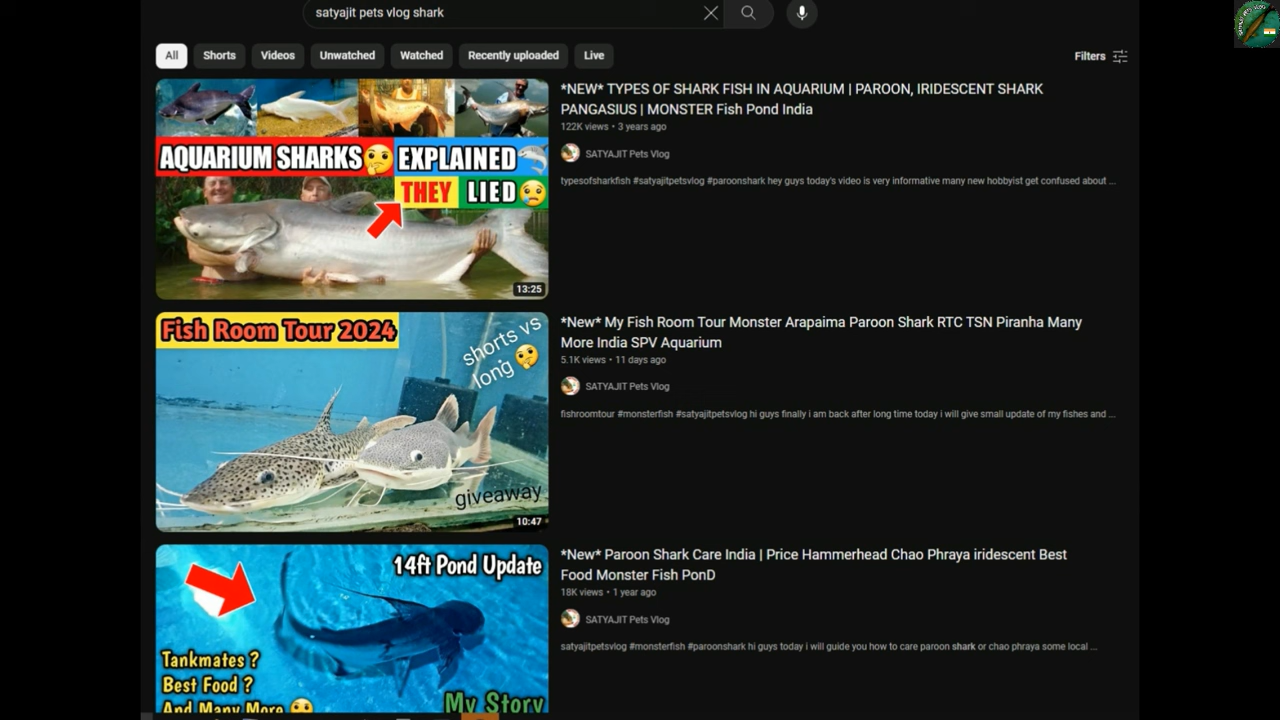 satyajit pets vlog shark
All Shorts Videos Unwatched Watched Recently uploaded Live Filters
AQUARIUM SHARKS🤔 EXPLAINED
THEY LIED😢
13:25
*NEW* TYPES OF SHARK FISH IN AQUARIUM | PAROON, IRIDESCENT SHARK
PANGASIUS | MONSTER Fish Pond India
122K views • 3 years ago
SATYAJIT Pets Vlog
typesofsharkfish #satyajitpetsvlog #paroonshark hey guys today's video is very informative many new hobbyist get confused about ...
Fish Room Tour 2024
shorts vs
long🤔
giveaway
10:47
*New* My Fish Room Tour Monster Arapaima Paroon Shark RTC TSN Piranha Many
More India SPV Aquarium
5.1K views • 11 days ago
SATYAJIT Pets Vlog
fishroomtour #monsterfish #satyajitpetsvlog hi guys finally i am back after long time today i will give small update of my fishes and ...
14ft Pond Update
Tankmates ?
Best Food ?
And Many More
My Story
*New* Paroon Shark Care India | Price Hammerhead Chao Phraya iridescent Best
Food Monster Fish PonD
18K views • 1 year ago
SATYAJIT Pets Vlog
satyajitpetsvlog #monsterfish #paroonshark hi guys today i will guide you how to care paroon shark or chao phraya some local ...